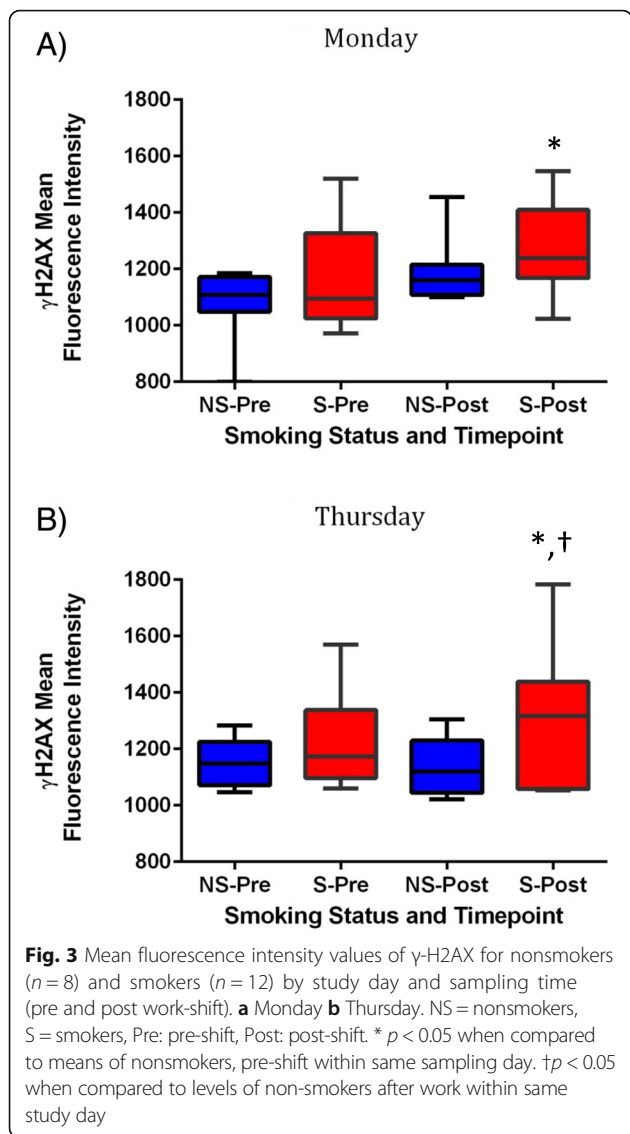 A)
Monday
1800
1600
1400
1200
1000
800
γH2AX Mean
Fluorescence Intensity
*
NS-Pre S-Pre NS-Post S-Post
Smoking Status and Timepoint
B)
Thursday
*,†
1800
1600
1400
1200
1000
800
γH2AX Mean
Fluorescence Intensity
NS-Pre S-Pre NS-Post S-Post
Smoking Status and Timepoint
Fig. 3 Mean fluorescence intensity values of γ-H2AX for nonsmokers
(n = 8) and smokers (n = 12) by study day and sampling time
(pre and post work-shift). a Monday b Thursday. NS = nonsmokers,
S = smokers, Pre: pre-shift, Post: post-shift. * p < 0.05 when compared
to means of nonsmokers, pre-shift within same sampling day. †p < 0.05
when compared to levels of non-smokers after work within same
study day